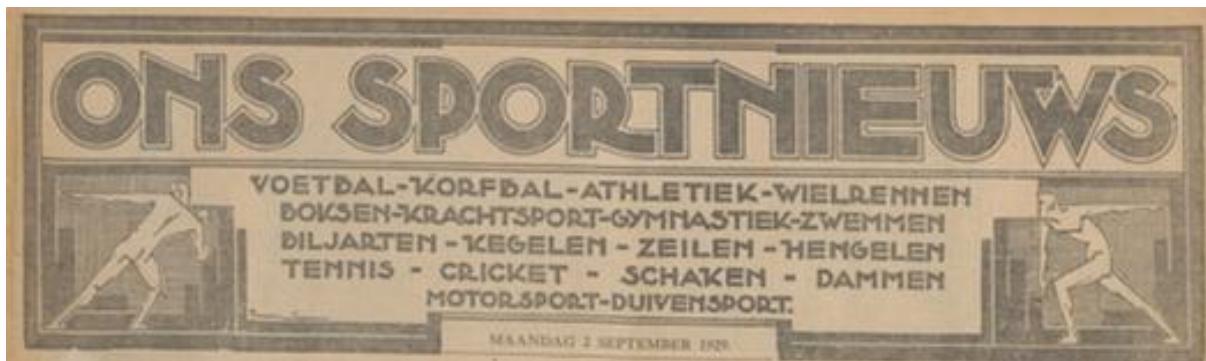 ONS SPORTNIEUWS
VOETBAL-KORFBAL-ATHLETIEK-WIELRENNEN
BOKSEN-KRACHTSPORT-GYMNASTIEK-ZWEMMEN
BILJARTEN - KEGELEN - ZEILEN - HENGELEN
TENNIS - CRICKET - SCHAKEN - DAMMEN
MOTORSPORT-DUIVENSPORT.
MAANDAG 2 SEPTEMBER 1929.